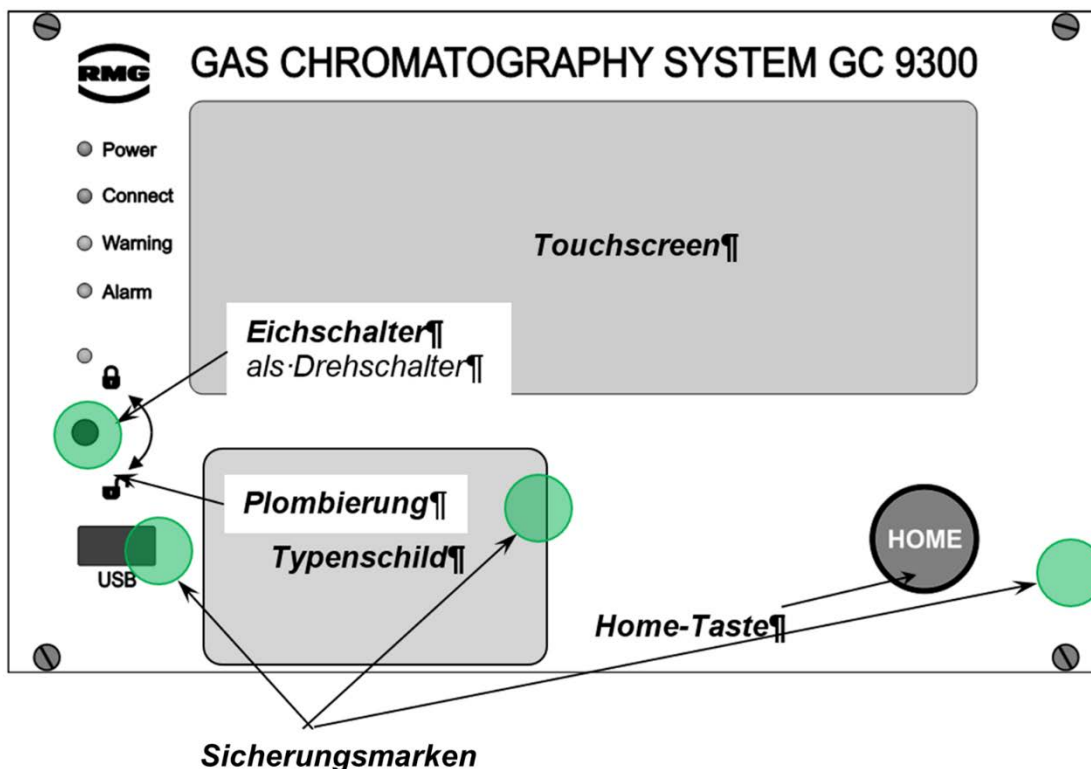 RMG
GAS CHROMATOGRAPHY SYSTEM GC 9300
Power
Connect
Warning
Alarm
Touchscreen¶
Eichschalter¶
als·Drehschalter¶
Plombierung¶
Typenschild¶
USB
HOME
Home-Taste¶
Sicherungsmarken